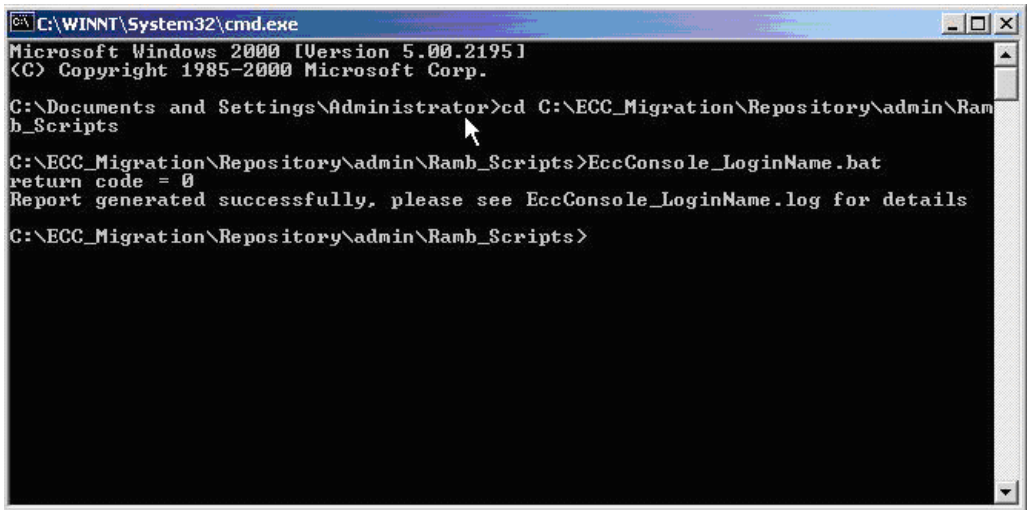 C:\WINNT\System32\cmd.exe
Microsoft Windows 2000 [Version 5.00.2195]
(C) Copyright 1985-2000 Microsoft Corp.
C:\Documents and Settings\Administrator>cd C:\ECC_Migration\Repository\admin\Ram
b_Scripts
C:\ECC_Migration\Repository\admin\Ramb_Scripts>EccConsole_LoginName.bat
return code = 0
Report generated successfully, please see EccConsole_LoginName.log for details
C:\ECC_Migration\Repository\admin\Ramb_Scripts>